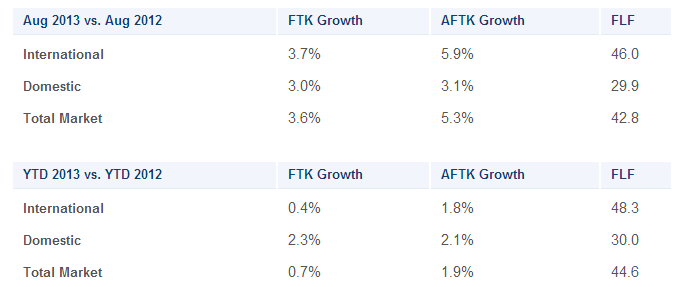 Aug 2013 vs. Aug 2012 FTK Growth AFTK Growth FLF
International 3.7% 5.9% 46.0
Domestic 3.0% 3.1% 29.9
Total Market 3.6% 5.3% 42.8
YTD 2013 vs. YTD 2012 FTK Growth AFTK Growth FLF
International 0.4% 1.8% 48.3
Domestic 2.3% 2.1% 30.0
Total Market 0.7% 1.9% 44.6